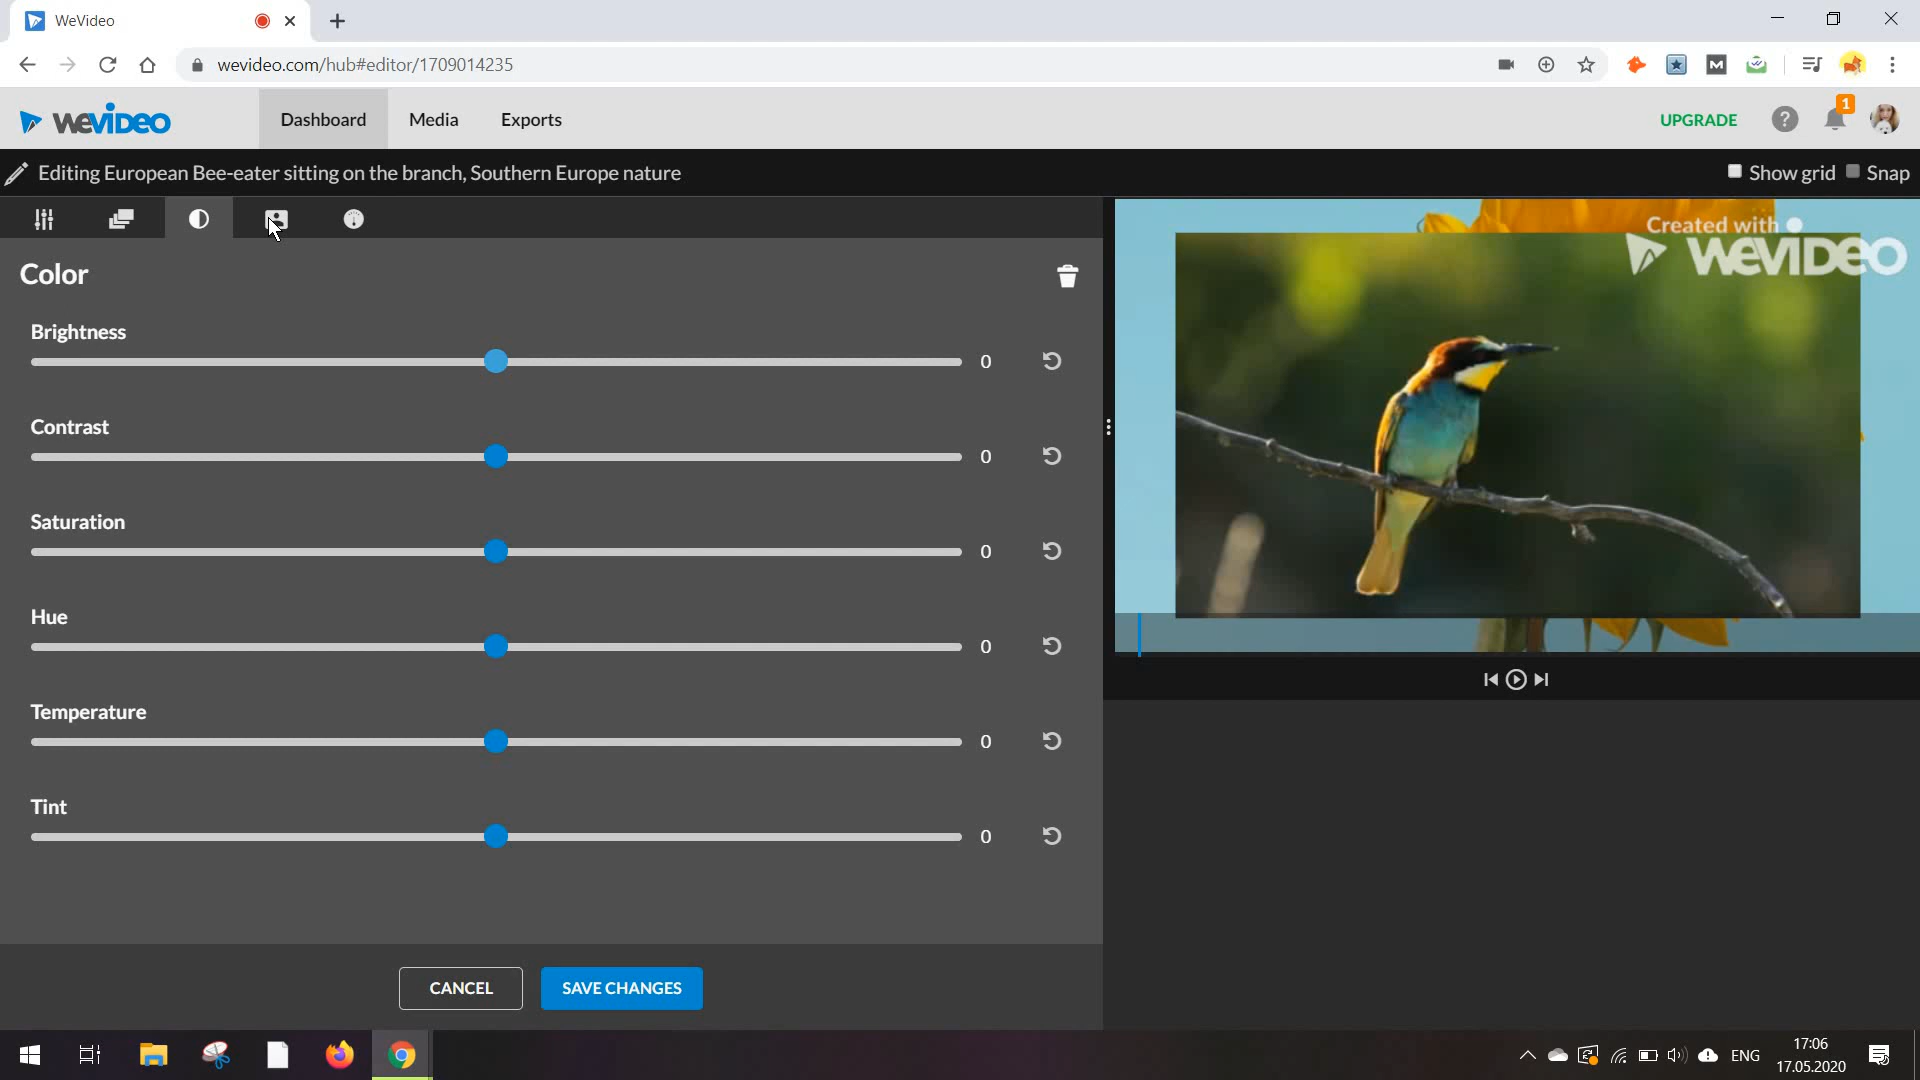 WeVideo
wevideo.com/hub#editor/1709014235
WEVIDEO
Dashboard
Media
Exports
UPGRADE
?
1
Editing European Bee-eater sitting on the branch, Southern Europe nature
Show grid
Snap
Color
Brightness
0
Contrast
0
Saturation
0
Hue
0
Temperature
0
Tint
0
CANCEL
SAVE CHANGES
Created with
WEVIDEO
M
ENG
17:06
17.05.2020